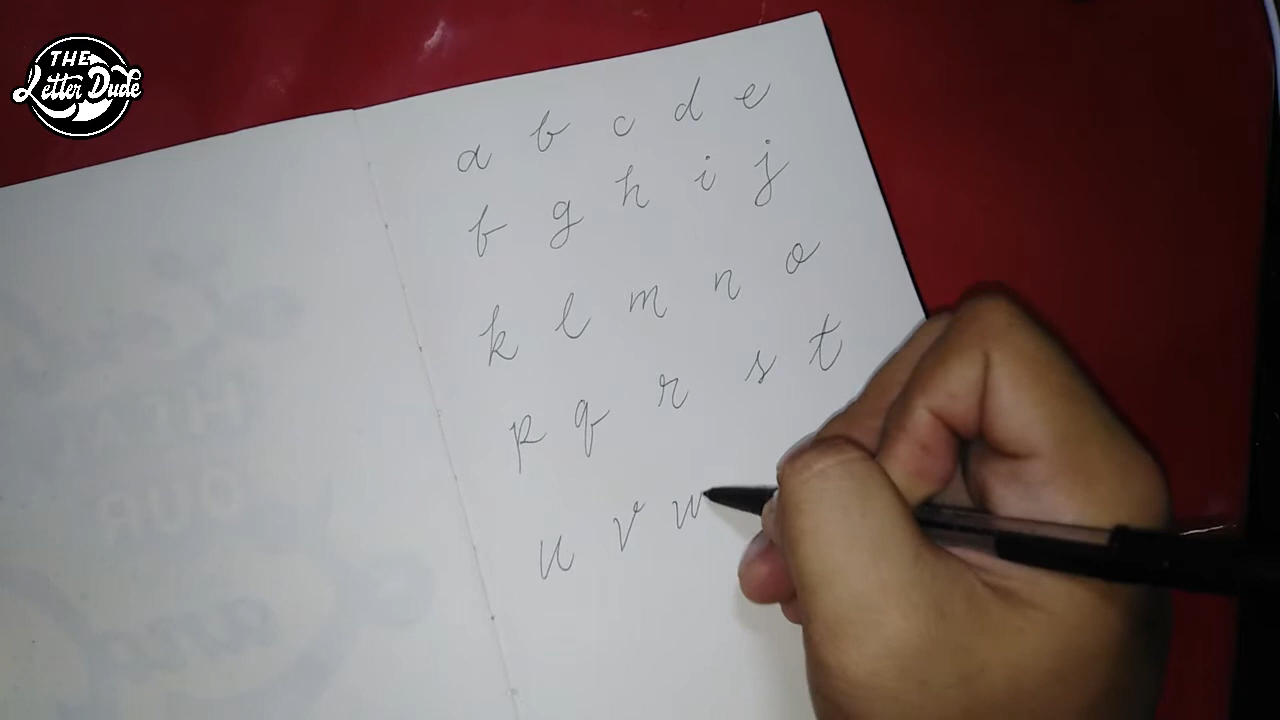 THE
Letter Dude
a b c d e
f g h i j
k l m n o
p q r s t
u v w